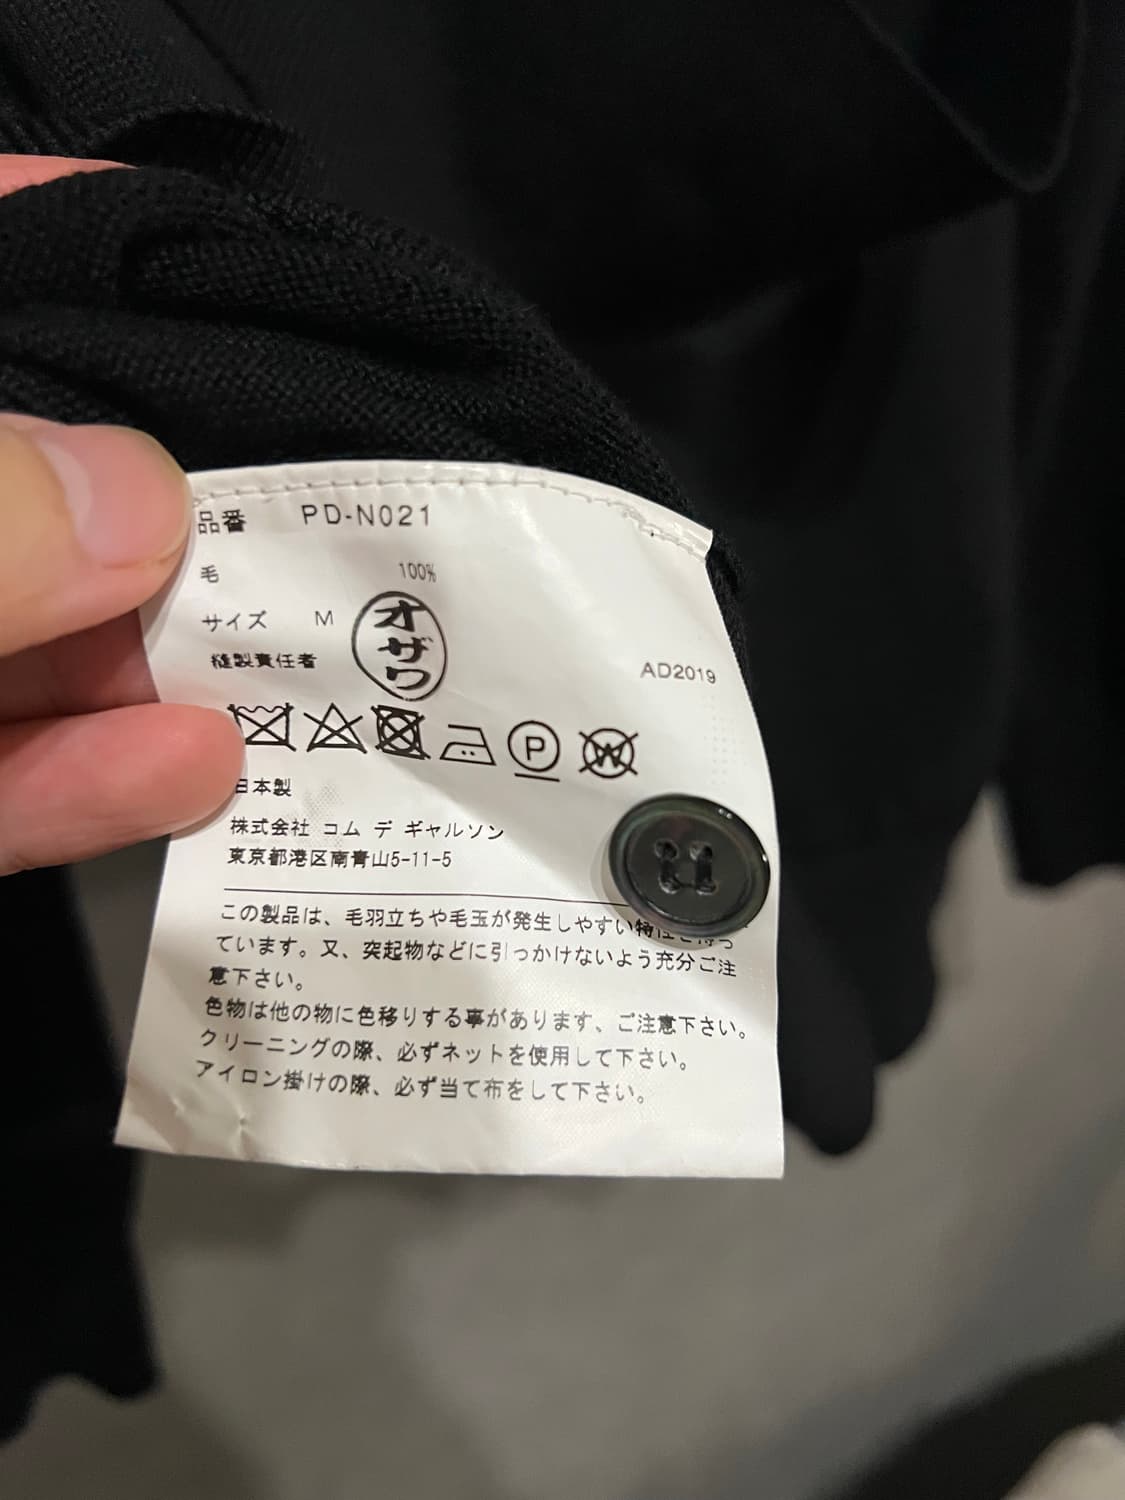 品番 PD-N021
毛 100%
サイズ M
縫製責任者 オザワ
AD2019
P
W
日本製
株式会社 コム デ ギャルソン
東京都港区南青山5-11-5
この製品は、毛羽立ちや毛玉が発生しやすい特性を持っ
ています。又、突起物などに引っかけないよう充分ご注
意下さい。
色物は他の物に色移りする事があります、ご注意下さい。
クリーニングの際、必ずネットを使用して下さい。
アイロン掛けの際、必ず当て布をして下さい。